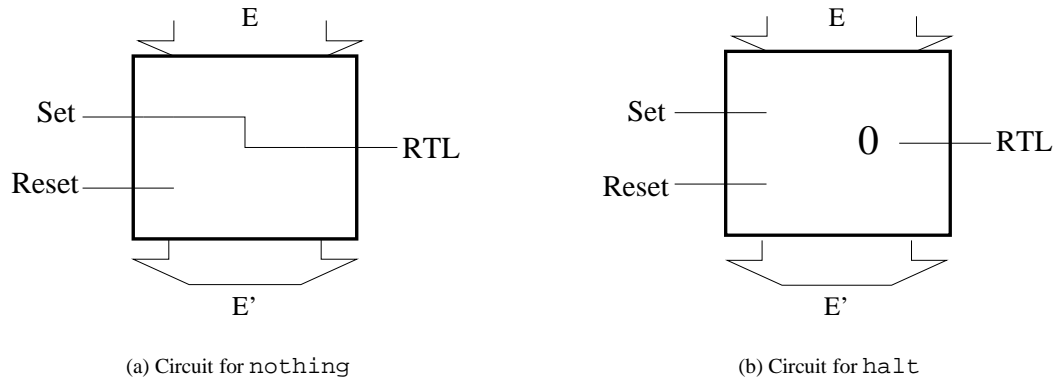 E
Set
RTL
Reset
E’
(a) Circuit for nothing
E
Set
0
RTL
Reset
E’
(b) Circuit for halt